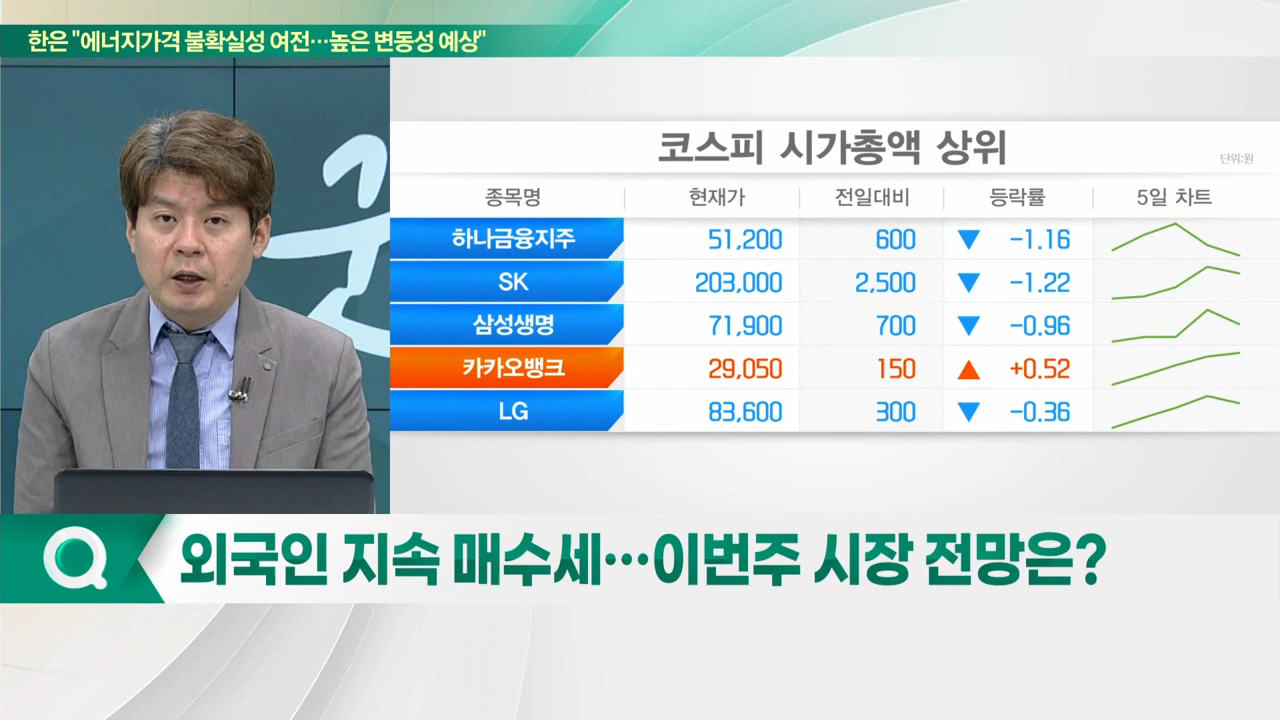 한은 "에너지가격 불확실성 여전…높은 변동성 예상"
코스피 시가총액 상위
단위:원
종목명 현재가 전일대비 등락률 5일 차트
하나금융지주 51,200 600 ▼ -1.16
SK 203,000 2,500 ▼ -1.22
삼성생명 71,900 700 ▼ -0.96
카카오뱅크 29,050 150 ▲ +0.52
LG 83,600 300 ▼ -0.36
외국인 지속 매수세…이번주 시장 전망은?